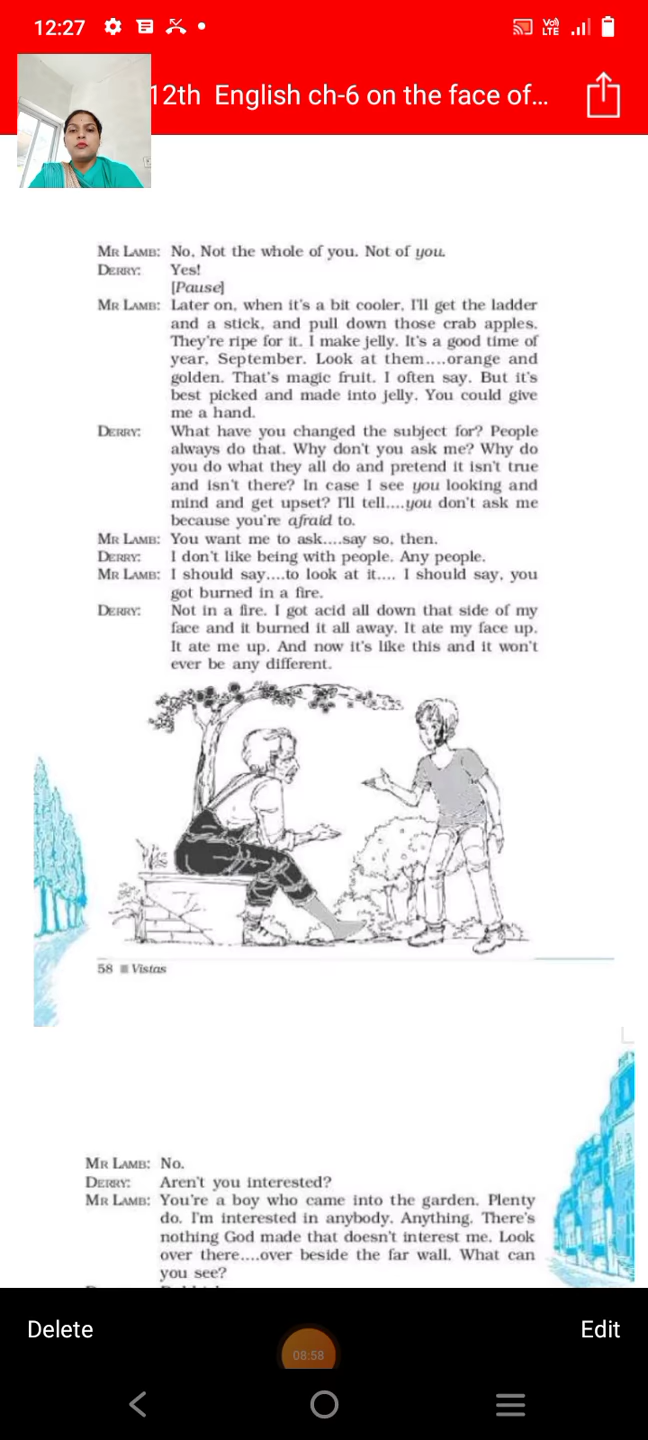 12:27
Vo))
LTE
12th English ch-6 on the face of...
MR LAMB: No, Not the whole of you. Not of you.
DERRY: Yes!
[Pause]
MR LAMB: Later on, when it's a bit cooler, I'll get the ladder
and a stick, and pull down those crab apples.
They're ripe for it. I make jelly. It's a good time of
year, September. Look at them....orange and
golden. That's magic fruit. I often say. But it's
best picked and made into jelly. You could give
me a hand.
DERRY: What have you changed the subject for? People
always do that. Why don't you ask me? Why do
you do what they all do and pretend it isn't true
and isn't there? In case I see you looking and
mind and get upset? I'll tell....you don't ask me
because you're afraid to.
MR LAMB: You want me to ask....say so, then.
DERRY: I don't like being with people. Any people.
MR LAMB: I should say....to look at it.... I should say, you
got burned in a fire.
DERRY: Not in a fire. I got acid all down that side of my
face and it burned it all away. It ate my face up.
It ate me up. And now it's like this and it won't
ever be any different.
58 Vistas
MR LAMB: No.
DERRY: Aren't you interested?
MR LAMB: You're a boy who came into the garden. Plenty
do. I'm interested in anybody. Anything. There's
nothing God made that doesn't interest me. Look
over there....over beside the far wall. What can
you see?
Delete
08:58
Edit